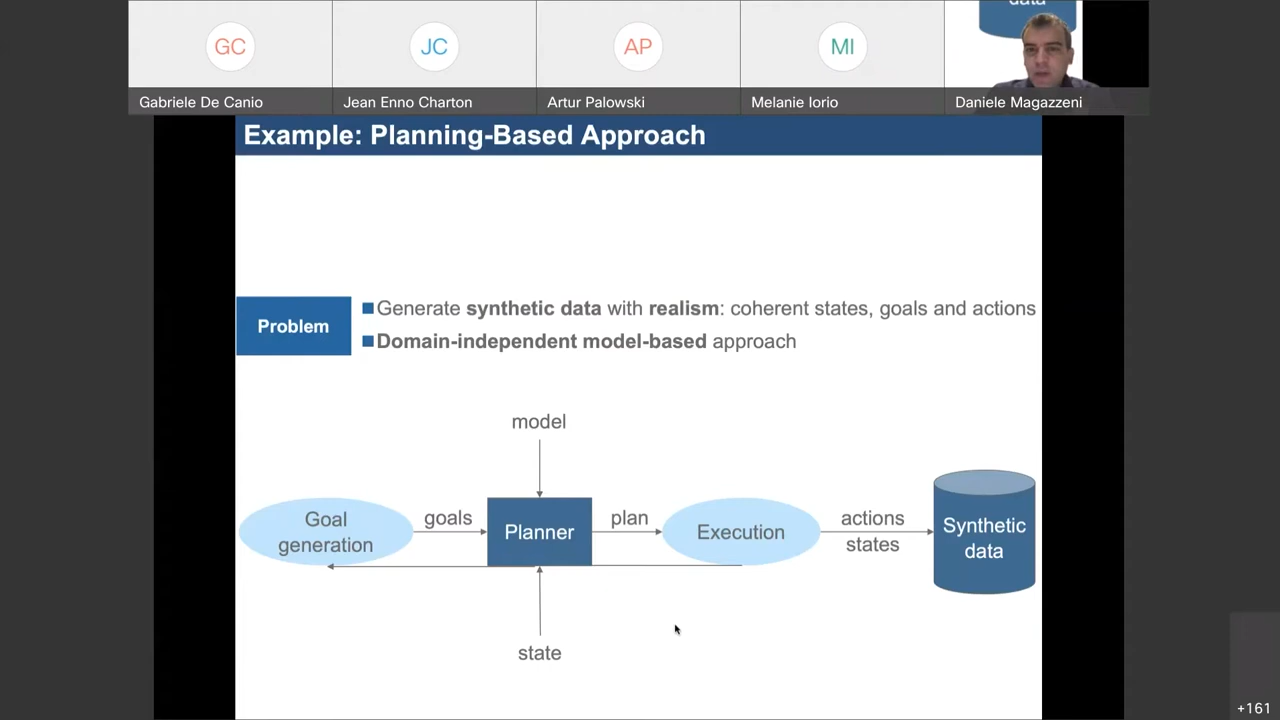 data
GC
JC
AP
MI
Gabriele De Canio
Jean Enno Charton
Artur Palowski
Melanie Iorio
Daniele Magazzeni
Example: Planning-Based Approach
Problem
Generate synthetic data with realism: coherent states, goals and actions
Domain-independent model-based approach
model
Goal
generation
goals
Planner
plan
Execution
actions
states
Synthetic
data
state
+161